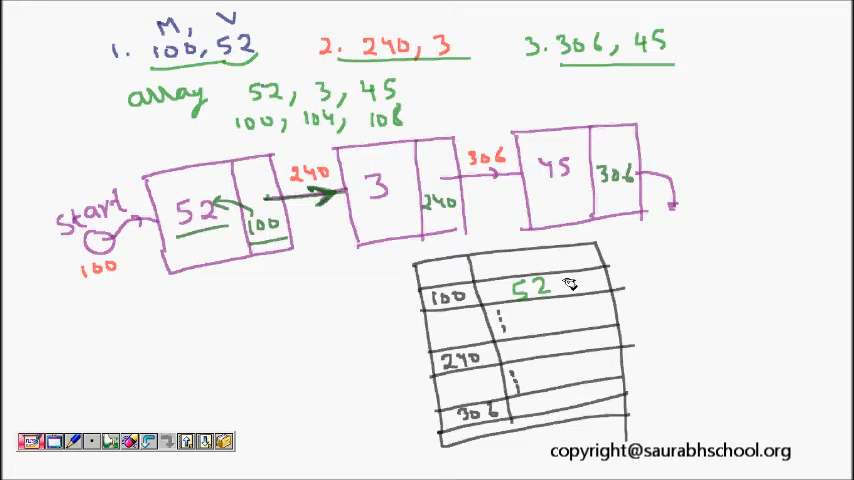 M, V
1. 100, 52 2. 240, 3 3. 306, 45
array 52, 3, 45
100, 104, 108
start 52 100 240 3 240 306 45 306
100
100 52
240
306
copyright@saurabhschool.org